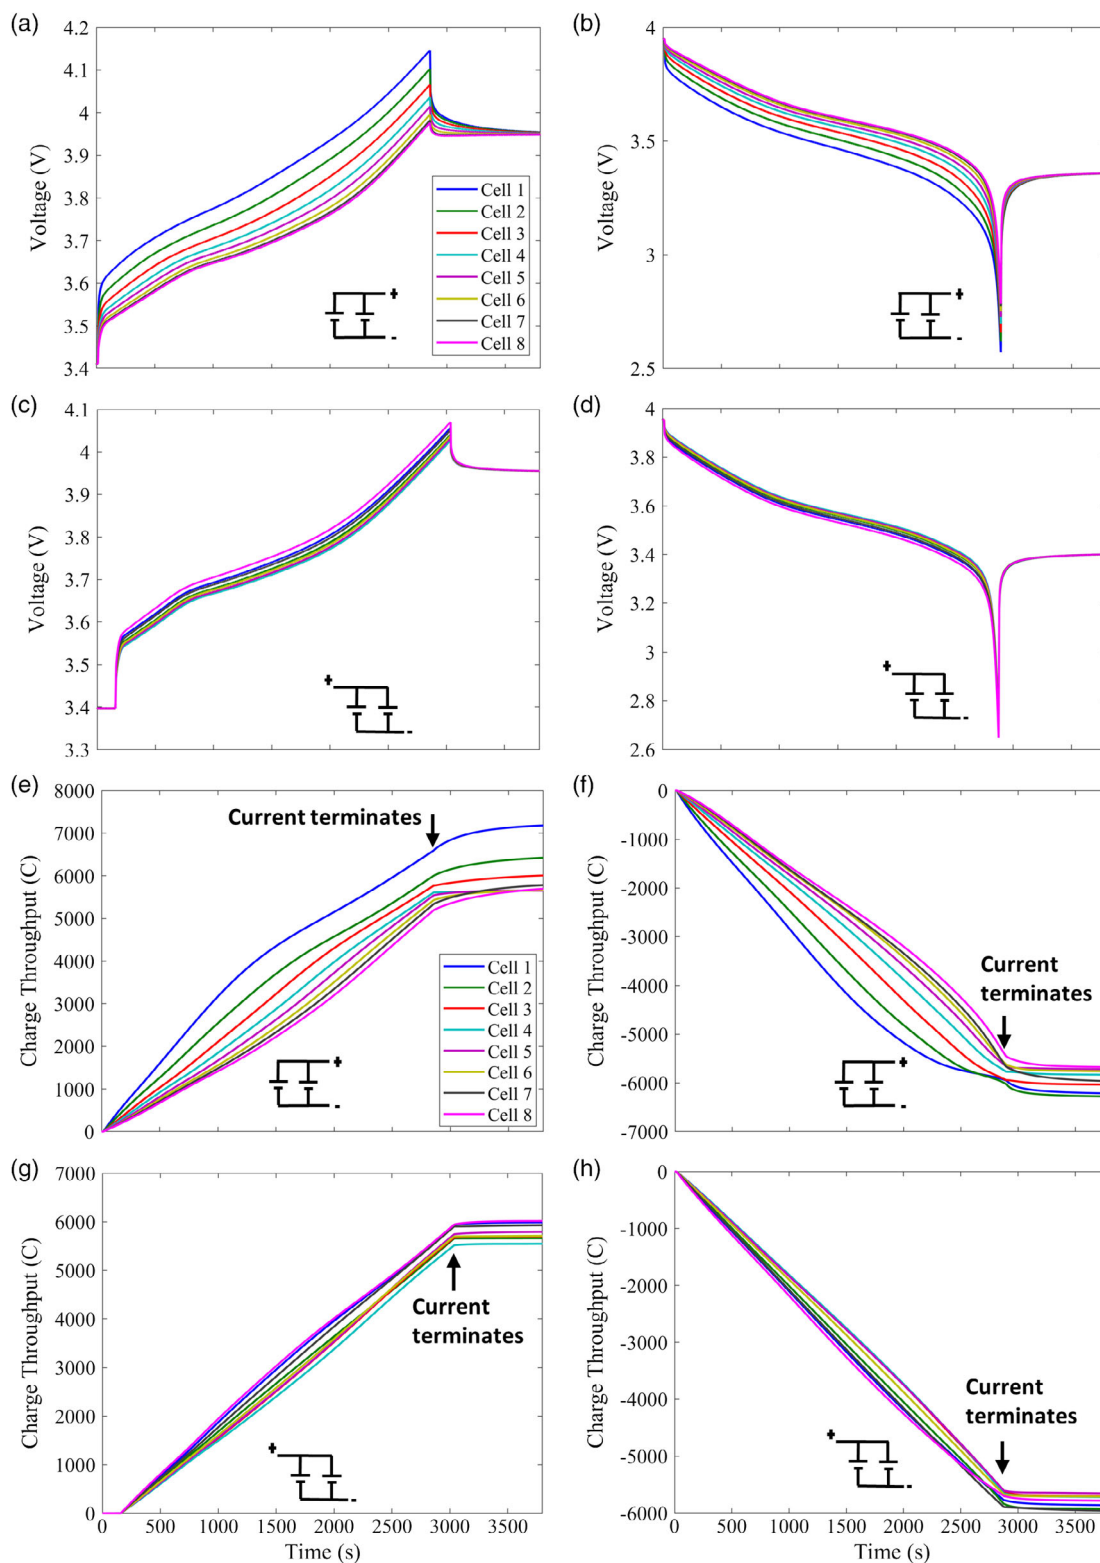 (a)
4.2
4.1
4
3.9
3.8
3.7
3.6
3.5
3.4
Voltage (V)
Cell 1
Cell 2
Cell 3
Cell 4
Cell 5
Cell 6
Cell 7
Cell 8
+
-
(b)
4
3.5
3
2.5
Voltage (V)
+
-
(c)
4.1
4
3.9
3.8
3.7
3.6
3.5
3.4
3.3
Voltage (V)
+
-
(d)
4
3.8
3.6
3.4
3.2
3
2.8
2.6
Voltage (V)
+
-
(e)
8000
7000
6000
5000
4000
3000
2000
1000
0
Charge Throughput (C)
Current terminates
Cell 1
Cell 2
Cell 3
Cell 4
Cell 5
Cell 6
Cell 7
Cell 8
+
-
(f)
0
-1000
-2000
-3000
-4000
-5000
-6000
-7000
Charge Throughput (C)
Current
terminates
+
-
(g)
7000
6000
5000
4000
3000
2000
1000
0
Charge Throughput (C)
Current
terminates
+
-
0 500 1000 1500 2000 2500 3000 3500
Time (s)
(h)
0
-1000
-2000
-3000
-4000
-5000
-6000
Charge Throughput (C)
Current
terminates
+
-
0 500 1000 1500 2000 2500 3000 3500
Time (s)